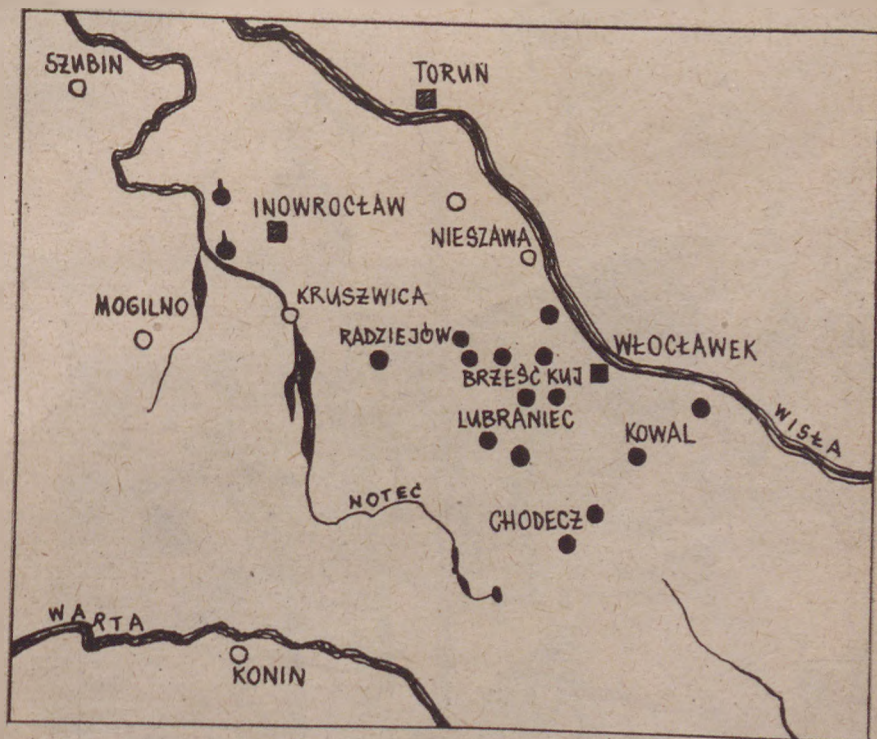 SZUBIN
TORUŃ
INOWROCŁAW
NIESZAWA
MOGILNO
KRUSZWICA
RADZIEJÓW
WŁOCŁAWEK
BRZEŚĆ KUJ
LUBRANIEC
KOWAL
WISŁA
NOTEĆ
CHODECZ
WARTA
KONIN